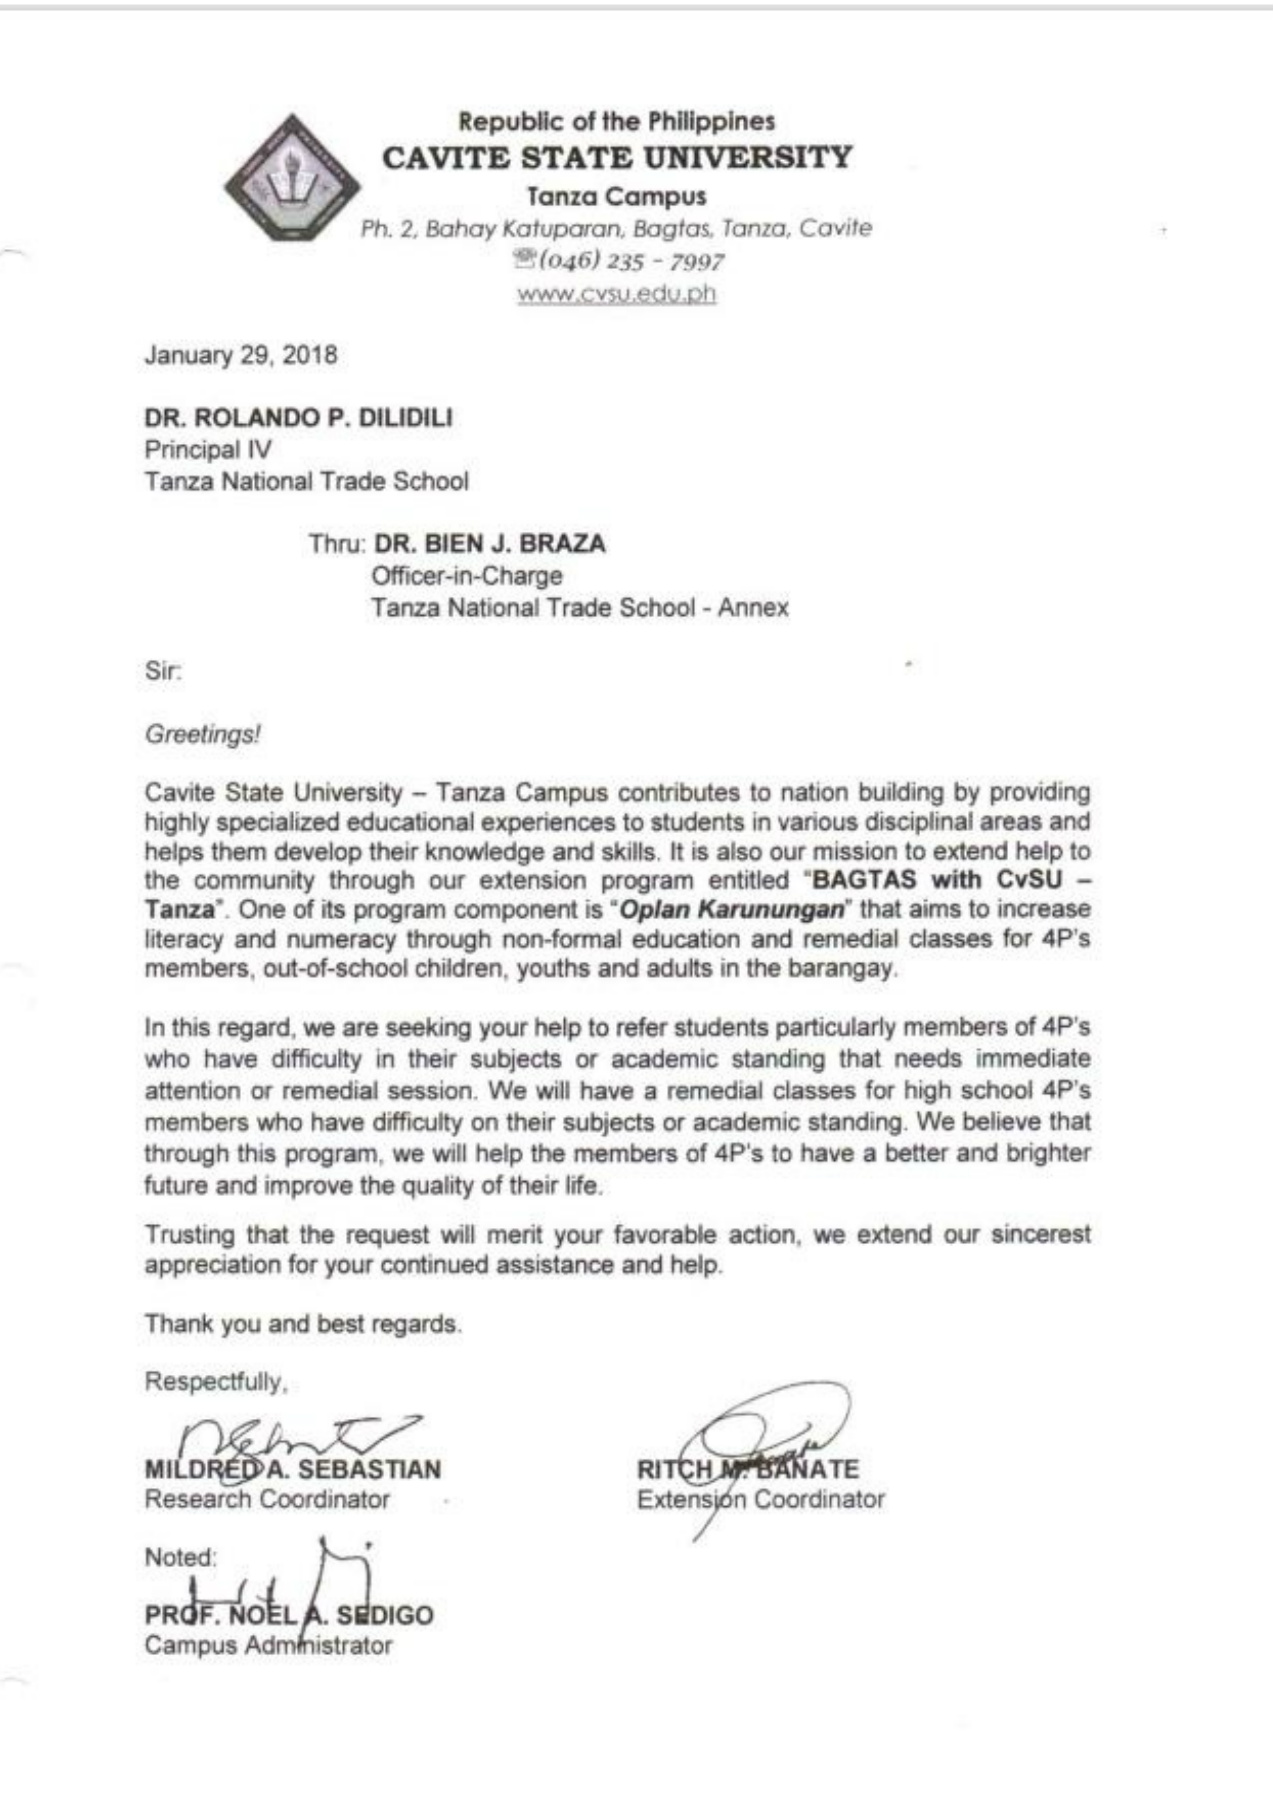 Republic of the Philippines
CAVITE STATE UNIVERSITY
Tanza Campus
Ph. 2, Bahay Katuparan, Bagtas, Tanza, Cavite
(046) 235 - 7997
www.cvsu.edu.ph
January 29, 2018
DR. ROLANDO P. DILIDILI
Principal IV
Tanza National Trade School
Thru: DR. BIEN J. BRAZA
Officer-in-Charge
Tanza National Trade School - Annex
Sir:
Greetings!
Cavite State University – Tanza Campus contributes to nation building by providing
highly specialized educational experiences to students in various disciplinal areas and
helps them develop their knowledge and skills. It is also our mission to extend help to
the community through our extension program entitled "BAGTAS with CvSU –
Tanza". One of its program component is "Oplan Karunungan" that aims to increase
literacy and numeracy through non-formal education and remedial classes for 4P's
members, out-of-school children, youths and adults in the barangay.
In this regard, we are seeking your help to refer students particularly members of 4P's
who have difficulty in their subjects or academic standing that needs immediate
attention or remedial session. We will have a remedial classes for high school 4P's
members who have difficulty on their subjects or academic standing. We believe that
through this program, we will help the members of 4P's to have a better and brighter
future and improve the quality of their life.
Trusting that the request will merit your favorable action, we extend our sincerest
appreciation for your continued assistance and help.
Thank you and best regards.
Respectfully,
MILDRED A. SEBASTIAN
Research Coordinator
RITCH M. BANATE
Extension Coordinator
Noted:
PROF. NOEL A. SEDIGO
Campus Administrator